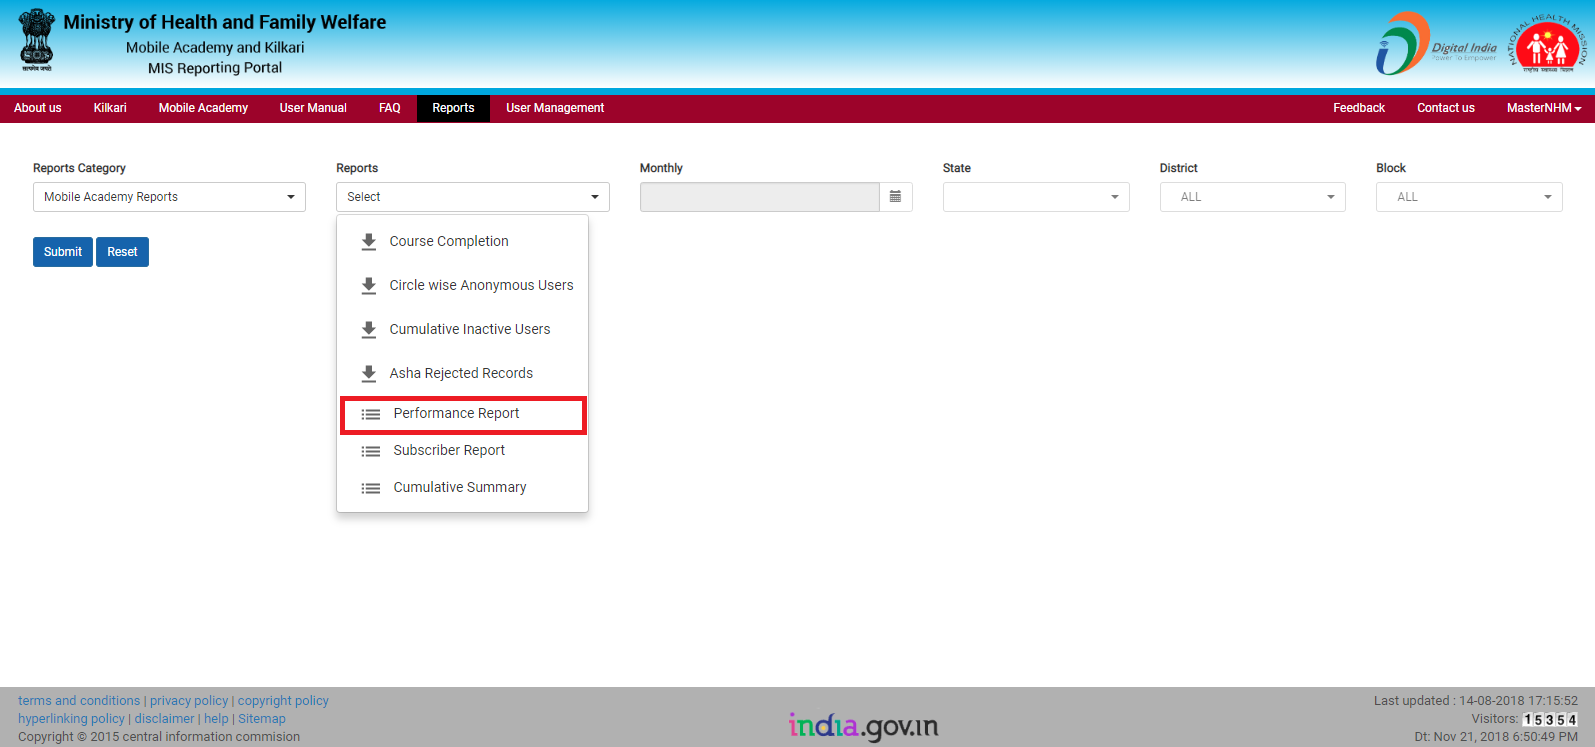 Ministry of Health and Family Welfare
Mobile Academy and Kilkari
MIS Reporting Portal
सत्यमेव जयते
Digital India
Power To Empower
NATIONAL HEALTH MISSION
राष्ट्रीय स्वास्थ्य मिशन
About us Kilkari Mobile Academy User Manual FAQ Reports User Management Feedback Contact us MasterNHM
Reports Category Reports Monthly State District Block
Mobile Academy Reports Select ALL ALL
Submit Reset
Course Completion
Circle wise Anonymous Users
Cumulative Inactive Users
Asha Rejected Records
Performance Report
Subscriber Report
Cumulative Summary
terms and conditions | privacy policy | copyright policy
hyperlinking policy | disclaimer | help | Sitemap
Copyright © 2015 central information commision
india.gov.in
Last updated : 14-08-2018 17:15:52
Visitors: 15354
Dt: Nov 21, 2018 6:50:49 PM